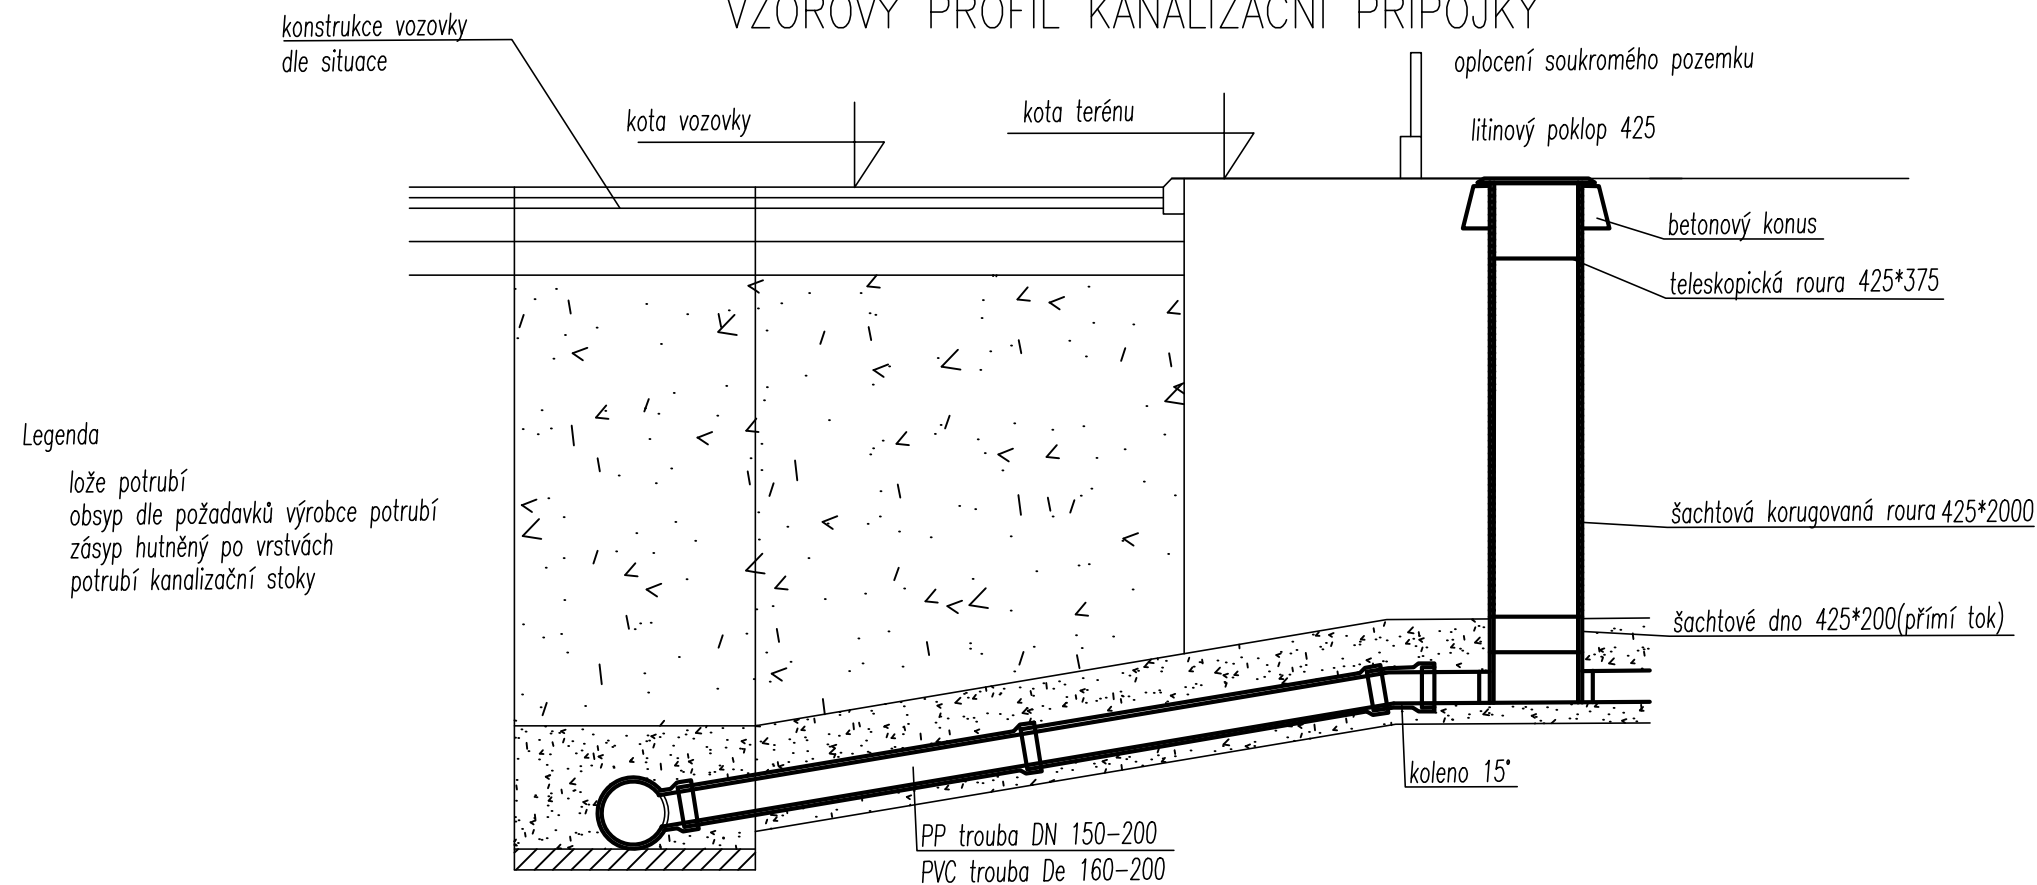 VZOROVÝ PROFIL KANALIZAČNÍ PŘÍPOJKY
konstrukce vozovky
dle situace
oplocení soukromého pozemku
kota vozovky
kota terénu
litinový poklop 425
betonový konus
teleskopická roura 425*375
Legenda
lože potrubí
obsyp dle požadavků výrobce potrubí
zásyp hutněný po vrstvách
potrubí kanalizační stoky
šachtová korugovaná roura 425*2000
šachtové dno 425*200(přímí tok)
koleno 15°
PP trouba DN 150-200
PVC trouba De 160-200